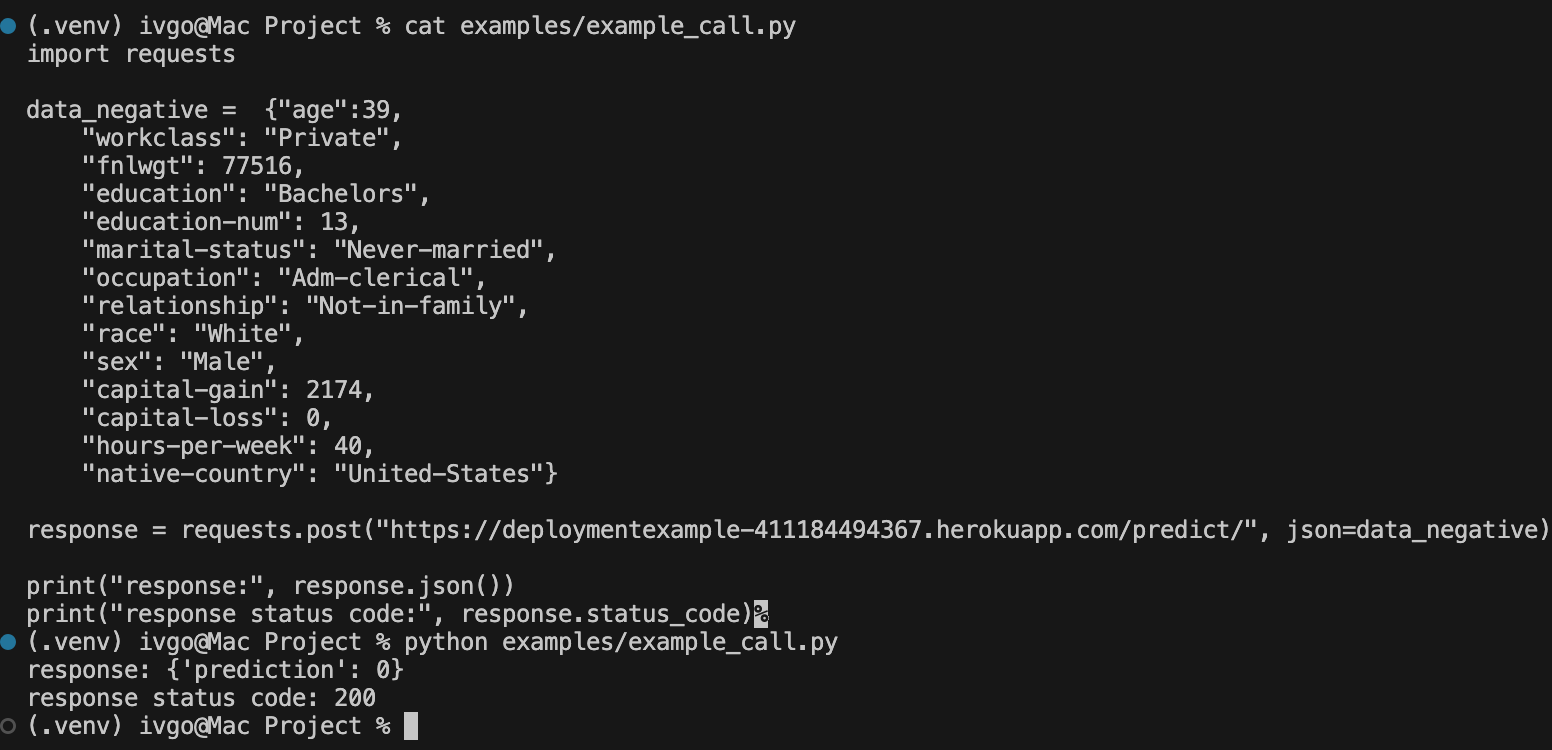 (.venv) ivgo@Mac Project % cat examples/example_call.py
import requests

data_negative =  {"age":39,
    "workclass": "Private",
    "fnlwgt": 77516,
    "education": "Bachelors",
    "education-num": 13,
    "marital-status": "Never-married",
    "occupation": "Adm-clerical",
    "relationship": "Not-in-family",
    "race": "White",
    "sex": "Male",
    "capital-gain": 2174,
    "capital-loss": 0,
    "hours-per-week": 40,
    "native-country": "United-States"}

response = requests.post("https://deploymentexample-411184494367.herokuapp.com/predict/", json=data_negative)

print("response:", response.json())
print("response status code:", response.status_code)%
(.venv) ivgo@Mac Project % python examples/example_call.py
response: {'prediction': 0}
response status code: 200
(.venv) ivgo@Mac Project %